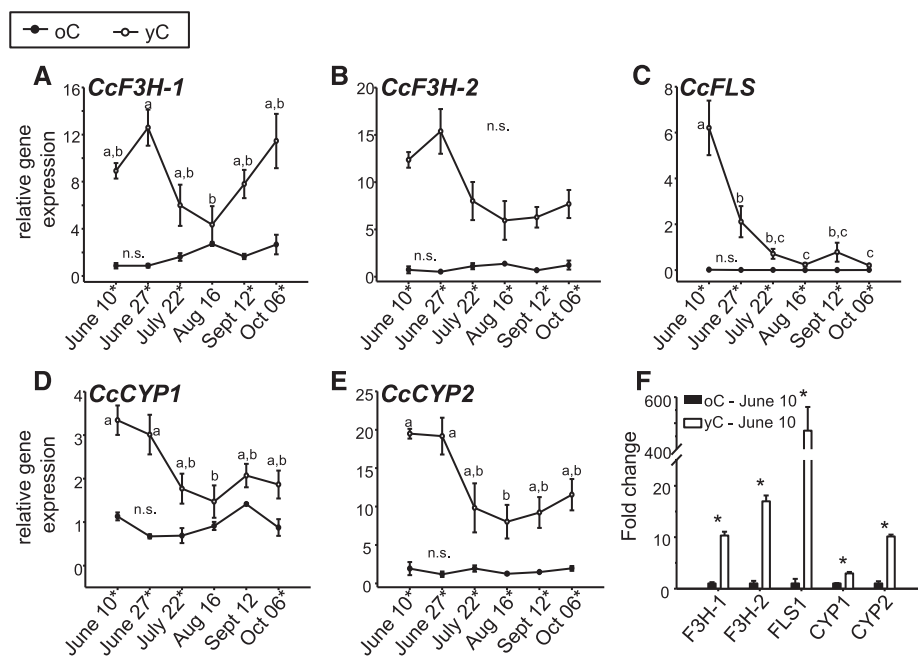 oC yC
A CcF3H-1
16
12
8
4
0
relative gene
expression
a,b
a
a,b
b
a,b
a,b
n.s.
June 10*
June 27*
July 22*
Aug 16
Sept 12*
Oct 06*
B CcF3H-2
20
15
10
5
0
n.s.
n.s.
June 10*
June 27*
July 22*
Aug 16*
Sept 12*
Oct 06*
C CcFLS
8
6
4
2
0
a
b
b,c
c
b,c
c
n.s.
June 10*
June 27*
July 22*
Aug 16*
Sept 12*
Oct 06*
D CcCYP1
4
3
2
1
0
relative gene
expression
a
a
a,b
b
a,b
a,b
n.s.
June 10*
June 27*
July 22*
Aug 16
Sept 12*
Oct 06*
E CcCYP2
25
20
15
10
5
0
a
a
a,b
b
a,b
a,b
n.s.
June 10*
June 27*
July 22*
Aug 16*
Sept 12*
Oct 06*
F
oC - June 10
yC - June 10
600
400
20
10
0
Fold change
*
*
*
*
*
F3H-1
F3H-2
FLS1
CYP1
CYP2